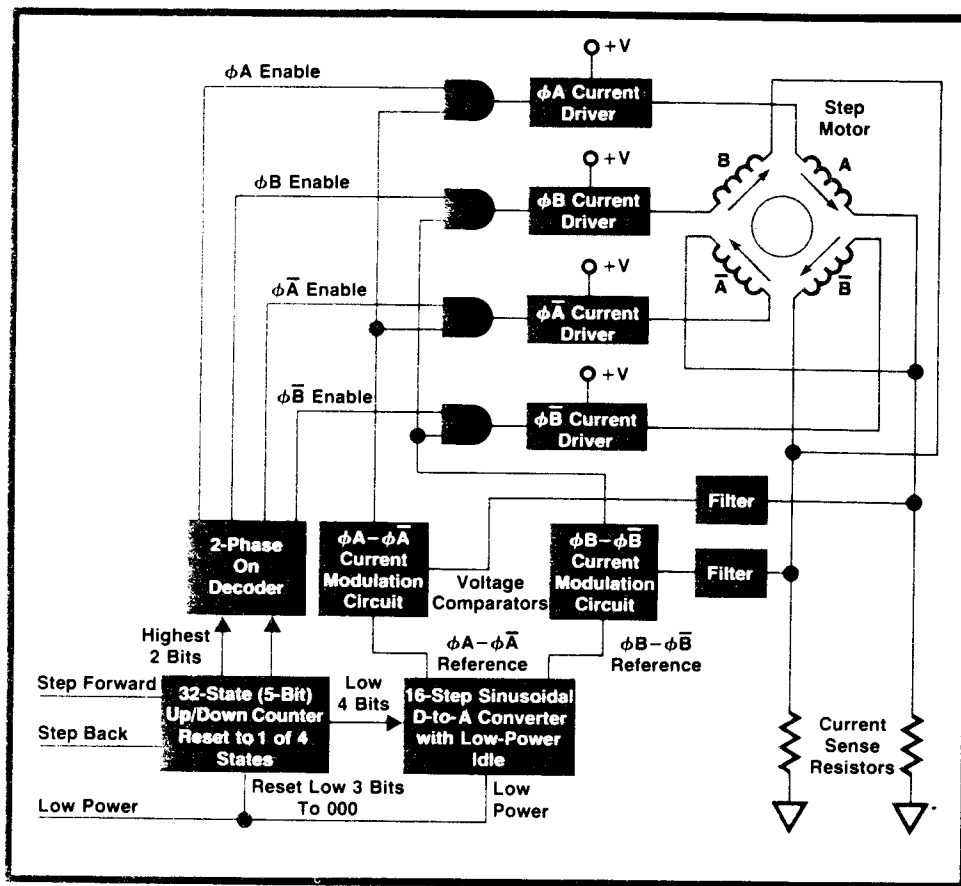 ϕA Enable
+V
ϕA Current
Driver
Step
Motor
B
A
ϕB Enable
+V
ϕB Current
Driver
ϕA̅ Enable
+V
ϕA̅ Current
Driver
A̅
B̅
ϕB̅ Enable
+V
ϕB̅ Current
Driver
2-Phase
On
Decoder
ϕA–ϕA̅
Current
Modulation
Circuit
Voltage
Comparators
ϕB–ϕB̅
Current
Modulation
Circuit
Filter
Filter
Highest
2 Bits
ϕA–ϕA̅
Reference
ϕB–ϕB̅
Reference
Step Forward
Step Back
Low Power
32-State (5-Bit)
Up/Down Counter
Reset to 1 of 4
States
Low
4 Bits
16-Step Sinusoidal
D-to-A Converter
with Low-Power
Idle
Reset Low 3 Bits
To 000
Low
Power
Current
Sense
Resistors